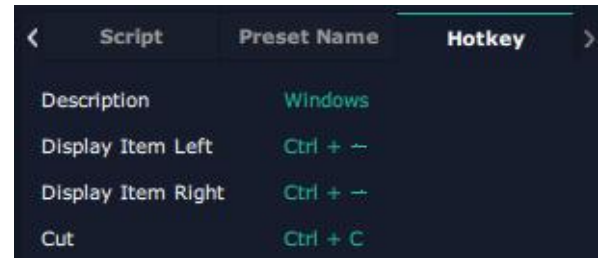 Script Preset Name Hotkey
Description Windows
Display Item Left Ctrl + ←
Display Item Right Ctrl + →
Cut Ctrl + C